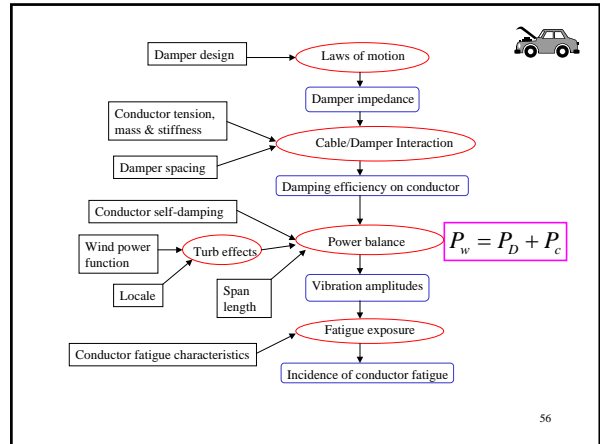 Damper design
Laws of motion
Damper impedance
Conductor tension,
mass & stiffness
Cable/Damper Interaction
Damper spacing
Damping efficiency on conductor
Conductor self-damping
Wind power
function
Turb effects
Power balance
P_w = P_D + P_c
Locale
Span
length
Vibration amplitudes
Fatigue exposure
Conductor fatigue characteristics
Incidence of conductor fatigue
56